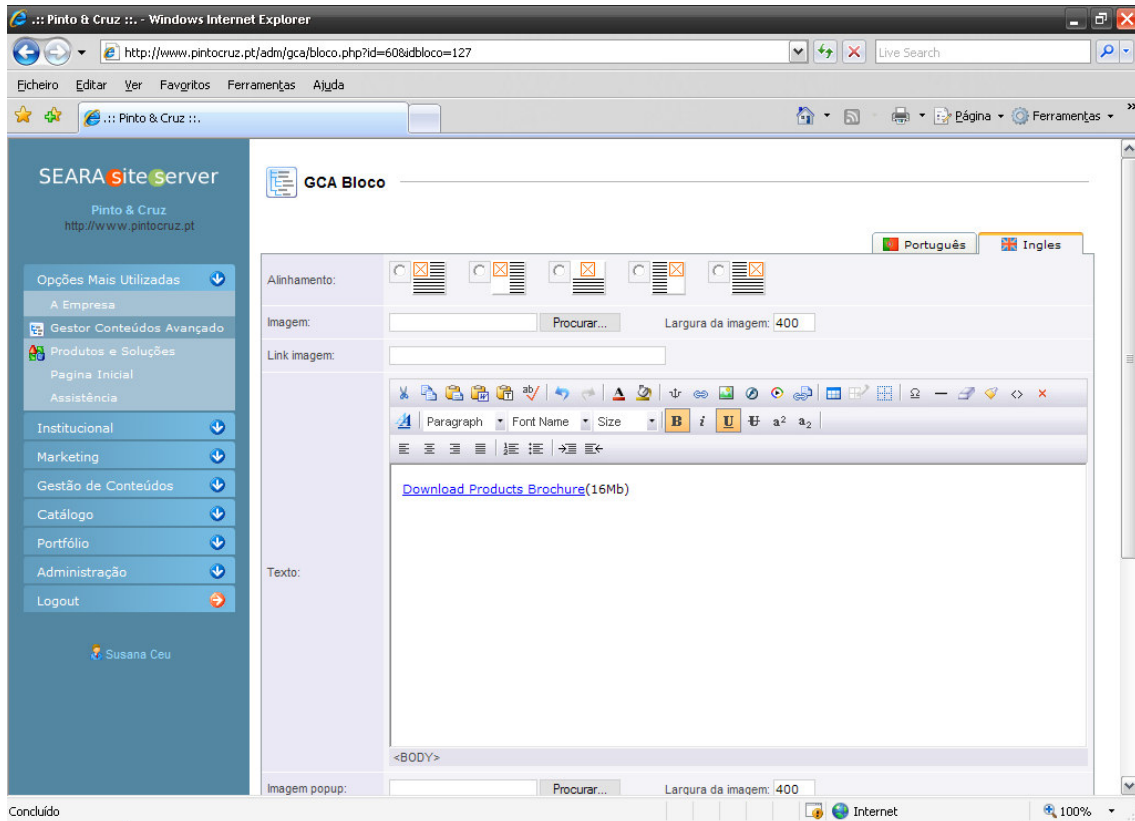 .:: Pinto & Cruz ::. - Windows Internet Explorer
http://www.pintocruz.pt/adm/gca/bloco.php?id=60&idbloco=127
Live Search
Ficheiro Editar Ver Favoritos Ferramentas Ajuda
.:: Pinto & Cruz ::.
Página
Ferramentas
SEARA site server
Pinto & Cruz
http://www.pintocruz.pt
Opções Mais Utilizadas
A Empresa
Gestor Conteúdos Avançado
Produtos e Soluções
Pagina Inicial
Assistência
Institucional
Marketing
Gestão de Conteúdos
Catálogo
Portfólio
Administração
Logout
Susana Ceu
GCA Bloco
Português
Ingles
Alinhamento:
Imagem:
Procurar...
Largura da imagem: 400
Link imagem:
Paragraph
Font Name
Size
B i U U a² a₂
Texto:
Download Products Brochure(16Mb)
<BODY>
Imagem popup:
Procurar...
Largura da imagem: 400
Concluído
Internet
100%